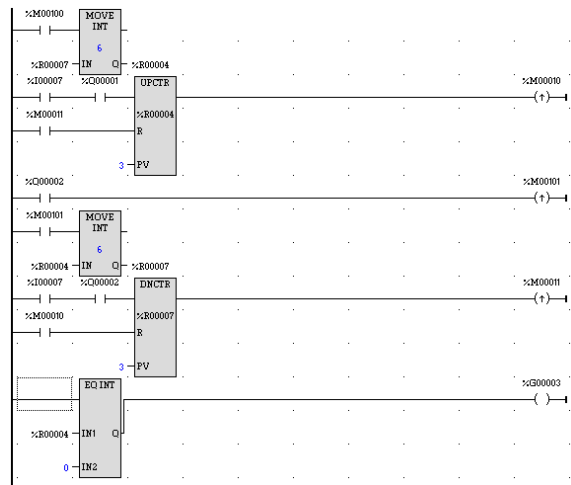 %M00100 MOVE
INT
6
%R00007 IN Q %R00004
%I00007 %Q00001 UPCTR %M00010
(↑)
%M00011 %R00004
R
3 PV
%Q00002 %M00101
(↑)
%M00101 MOVE
INT
6
%R00004 IN Q %R00007
%I00007 %Q00002 DNCTR %M00011
(↑)
%M00010 %R00007
R
3 PV
EQ INT %G00003
( )
%R00004 IN1 Q
0 IN2